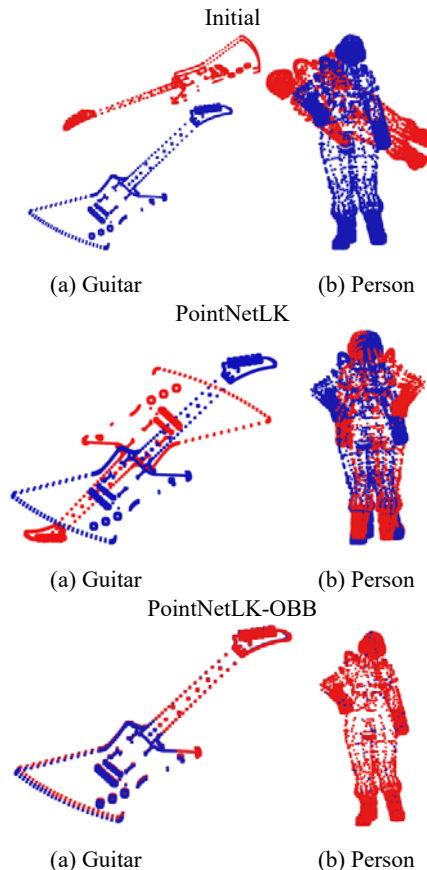 Initial
(a) Guitar (b) Person
PointNetLK
(a) Guitar (b) Person
PointNetLK-OBB
(a) Guitar (b) Person